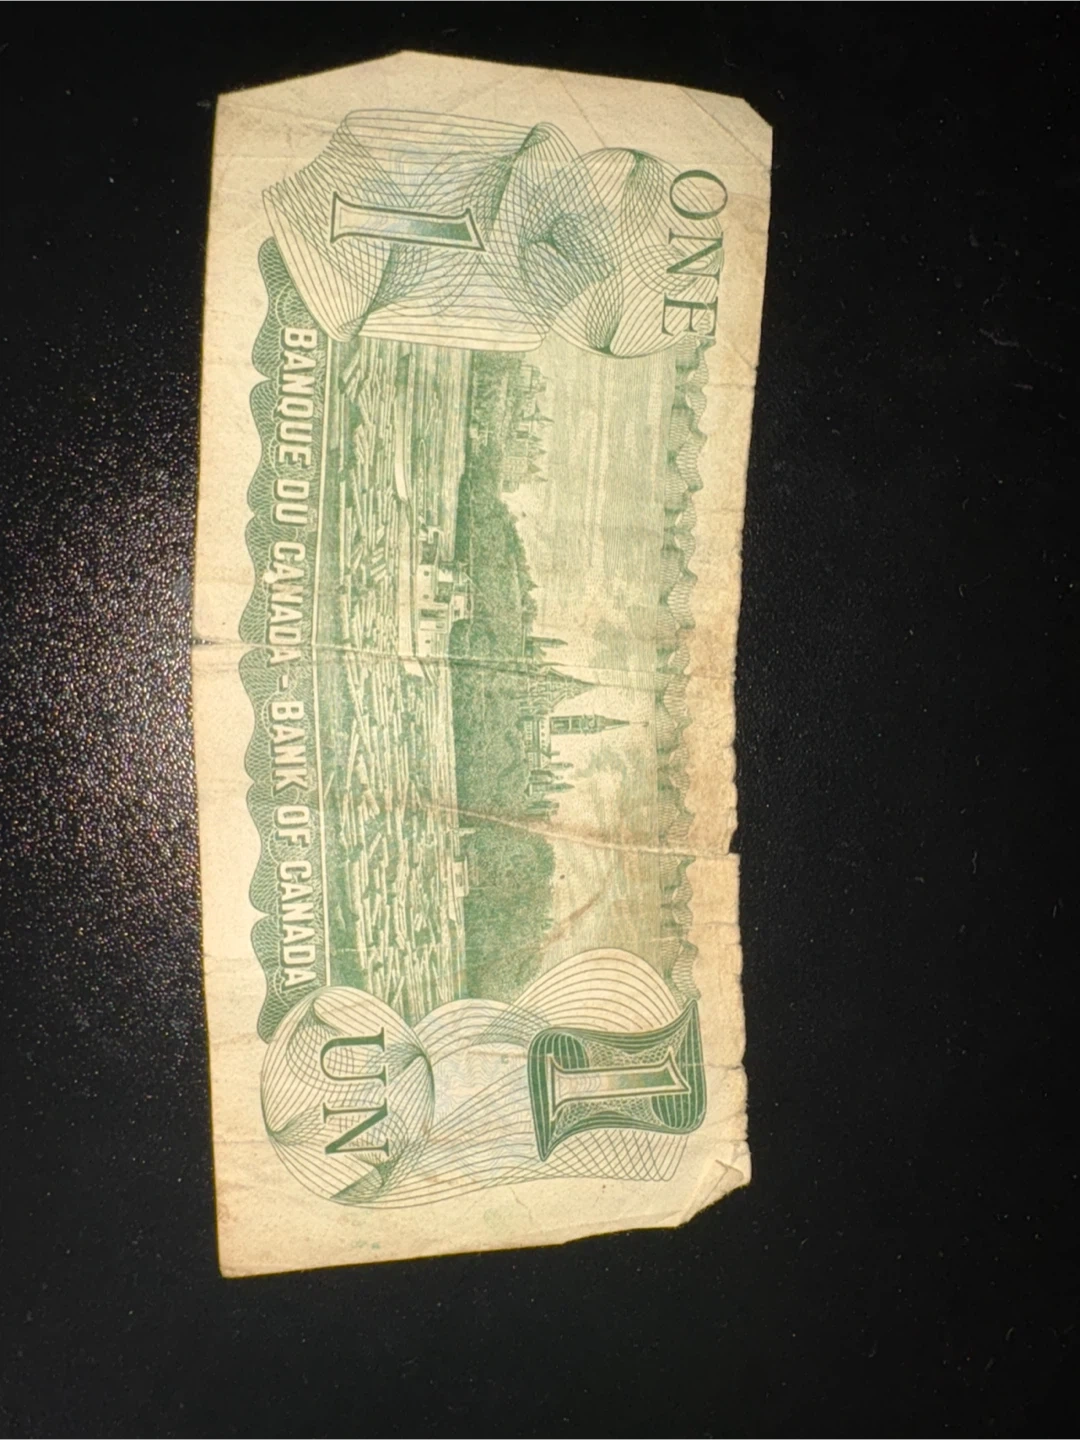 ONE
1
1
UN
BANQUE DU CANADA - BANK OF CANADA